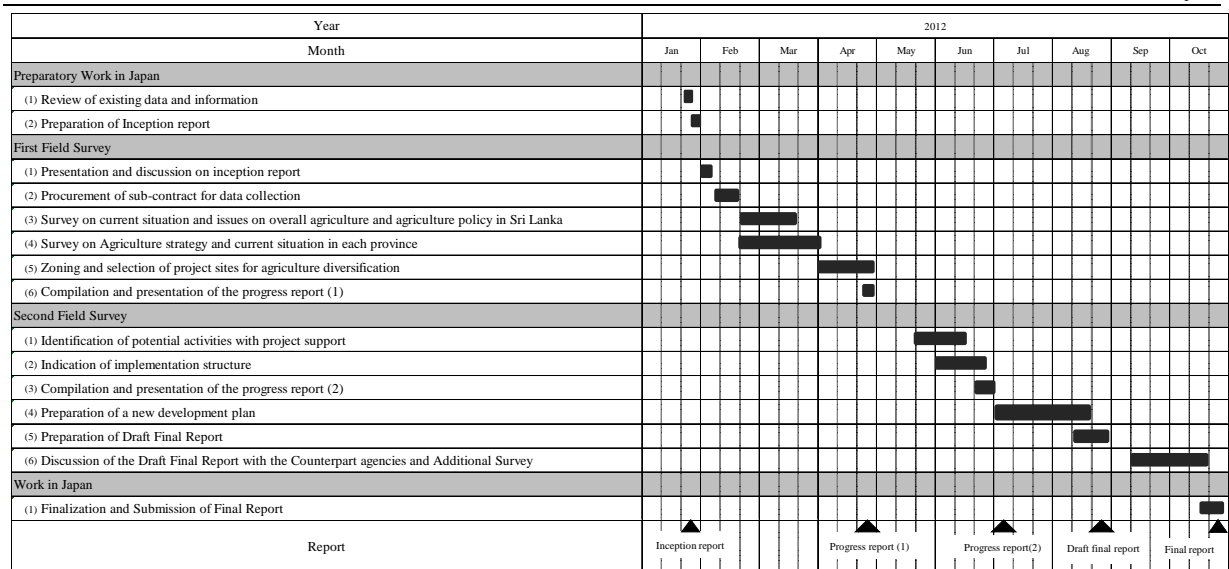 Year 2012
Month Jan Feb Mar Apr May Jun Jul Aug Sep Oct
Preparatory Work in Japan
(1) Review of existing data and information
(2) Preparation of Inception report
First Field Survey
(1) Presentation and discussion on inception report
(2) Procurement of sub-contract for data collection
(3) Survey on current situation and issues on overall agriculture and agriculture policy in Sri Lanka
(4) Survey on Agriculture strategy and current situation in each province
(5) Zoning and selection of project sites for agriculture diversification
(6) Compilation and presentation of the progress report (1)
Second Field Survey
(1) Identification of potential activities with project support
(2) Indication of implementation structure
(3) Compilation and presentation of the progress report (2)
(4) Preparation of a new development plan
(5) Preparation of Draft Final Report
(6) Discussion of the Draft Final Report with the Counterpart agencies and Additional Survey
Work in Japan
(1) Finalization and Submission of Final Report
Report Inception report Progress report (1) Progress report(2) Draft final report Final report